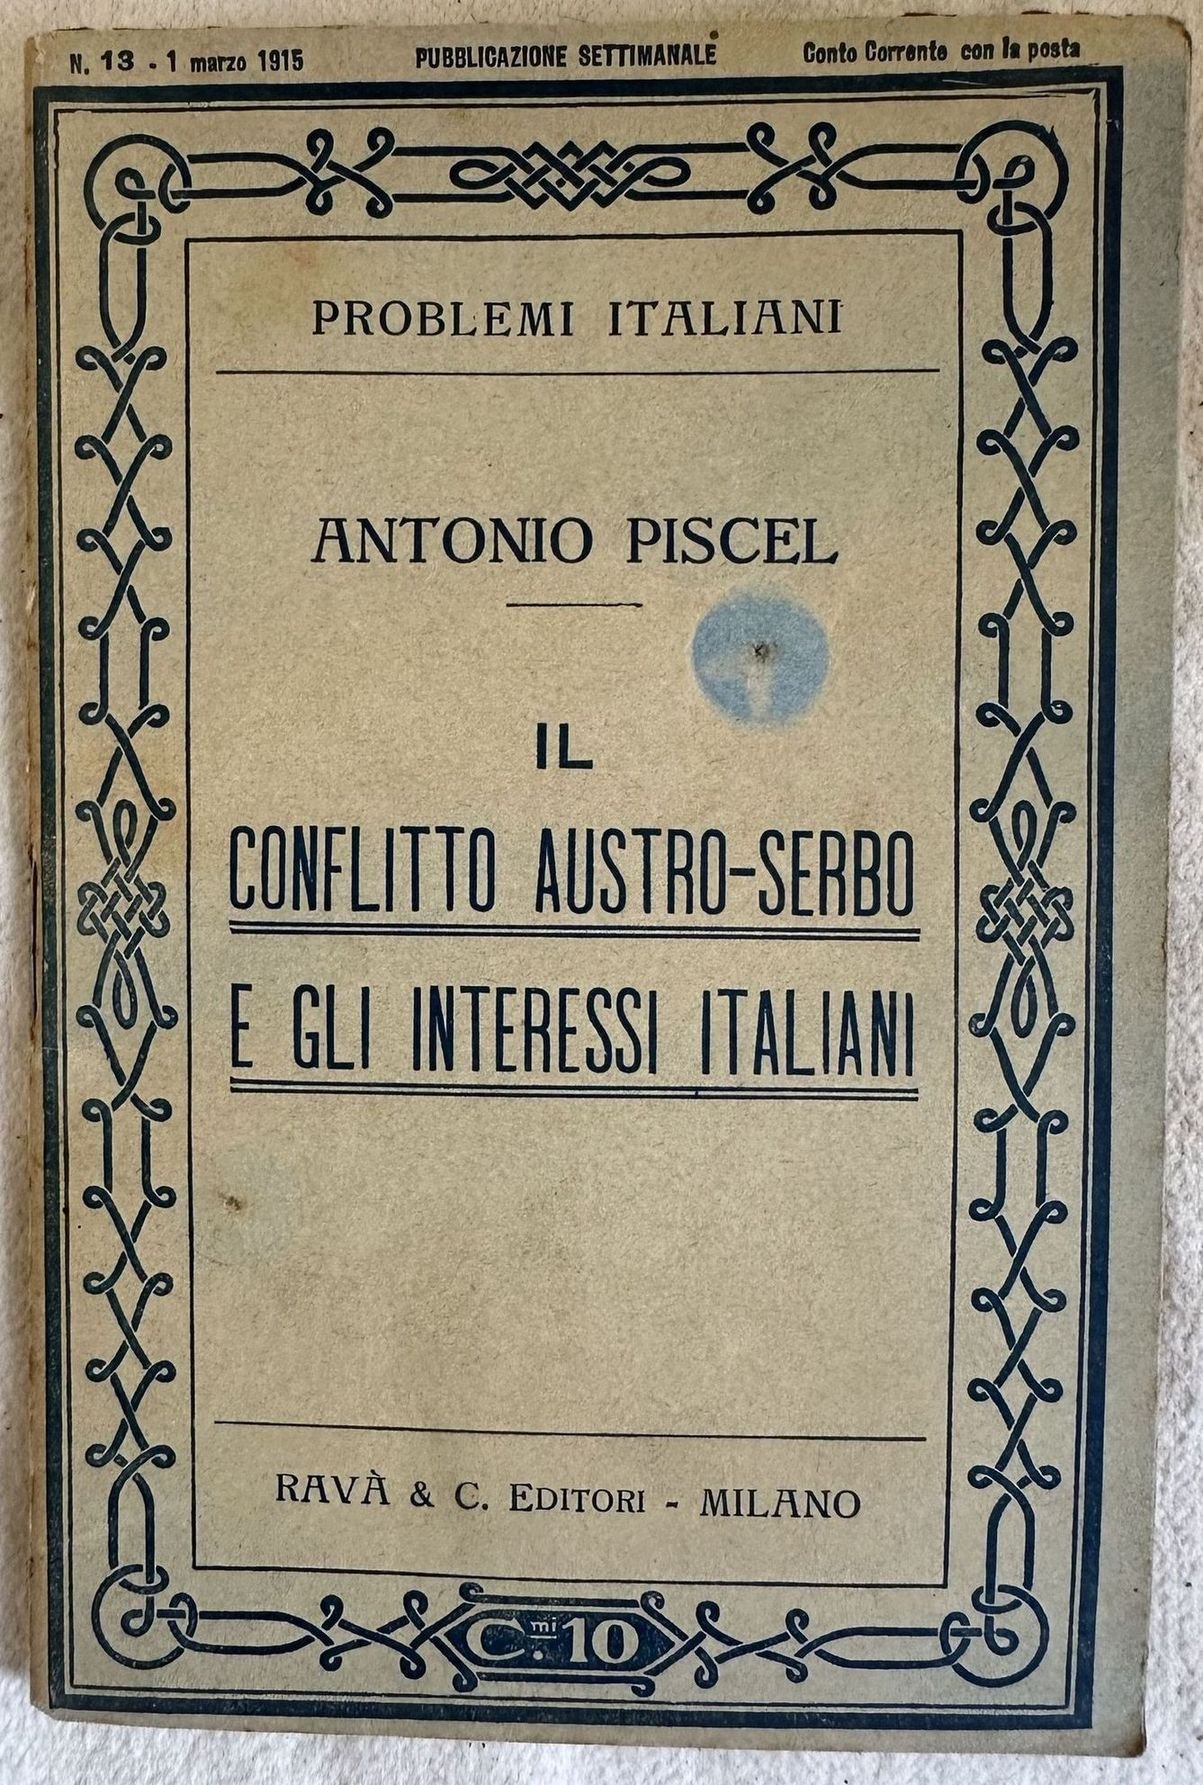 N. 13 - 1 marzo 1915 PUBBLICAZIONE SETTIMANALE Conto Corrente con la posta
PROBLEMI ITALIANI
ANTONIO PISCEL
IL
CONFLITTO AUSTRO-SERBO
E GLI INTERESSI ITALIANI
RAVÀ & C. EDITORI - MILANO
C.mi 10